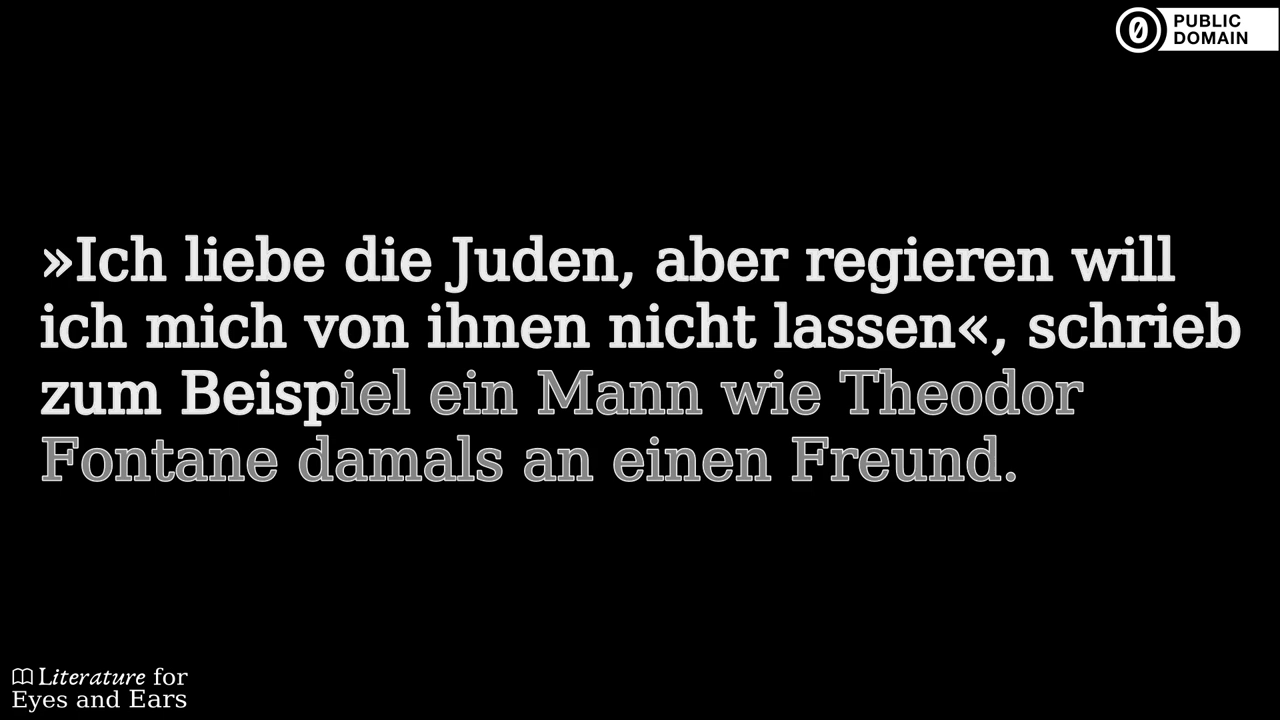 PUBLIC
DOMAIN
»Ich liebe die Juden, aber regieren will
ich mich von ihnen nicht lassen«, schrieb
zum Beispiel ein Mann wie Theodor
Fontane damals an einen Freund.
Literature for
Eyes and Ears